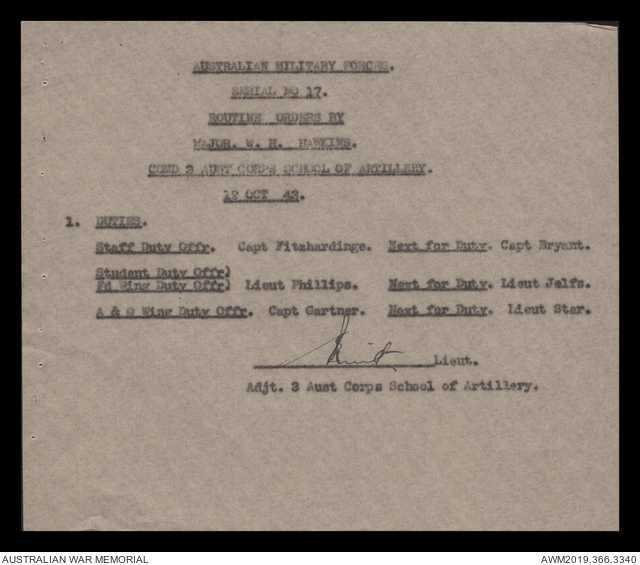 AUSTRALIAN MILITARY FORCES.
SERIAL NO 17.
ROUTINE ORDERS BY
MAJOR. W. H. HAWKINS.
COMD 3 AUST CORPS SCHOOL OF ARTILLERY.
12 OCT 43.
1. DUTIES.
Staff Duty Offr. Capt Fitzhardinge. Next for Duty. Capt Bryant.
Student Duty Offr)
Fd Wing Duty Offr) Lieut Phillips. Next for Duty. Lieut Jelfs.
A & O Wing Duty Offr. Capt Gartner. Next for Duty. Lieut Star.
Lieut.
Adjt. 3 Aust Corps School of Artillery.
AUSTRALIAN WAR MEMORIAL AWM2019.366.3340